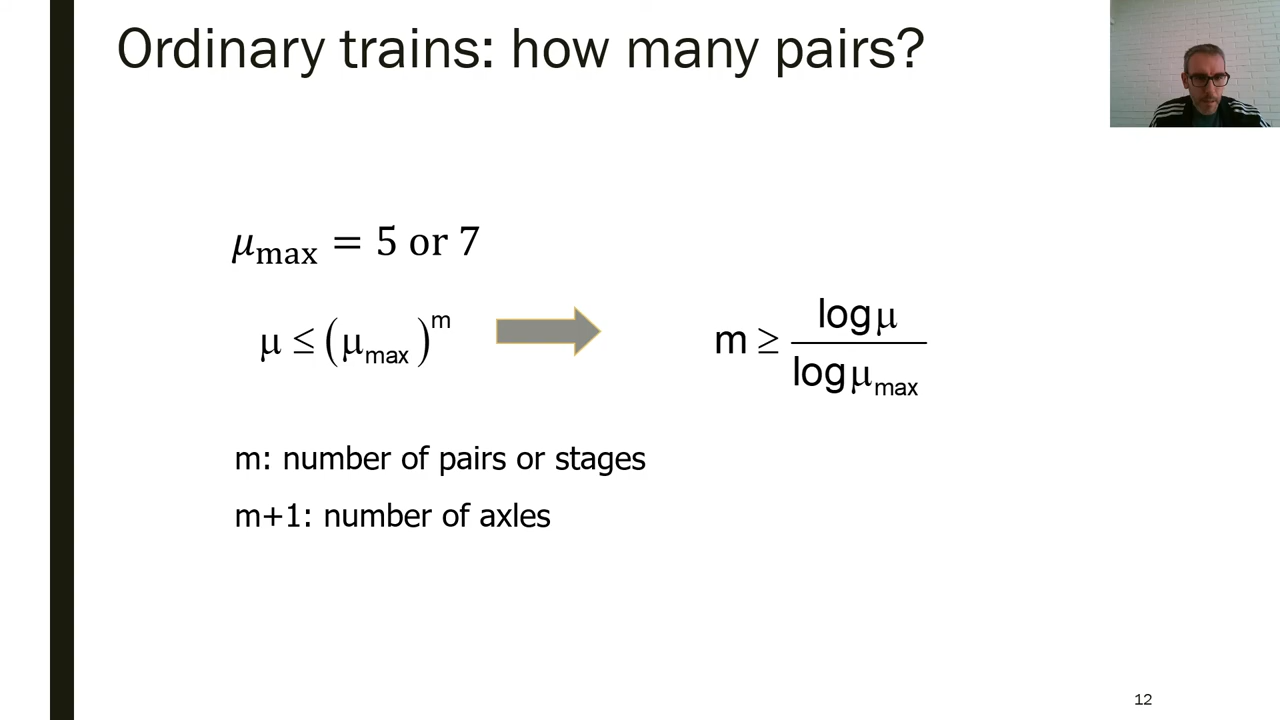 Ordinary trains: how many pairs?
μmax = 5 or 7
μ ≤ (μmax)^m
m ≥ logμ / logμmax
m: number of pairs or stages
m+1: number of axles
12